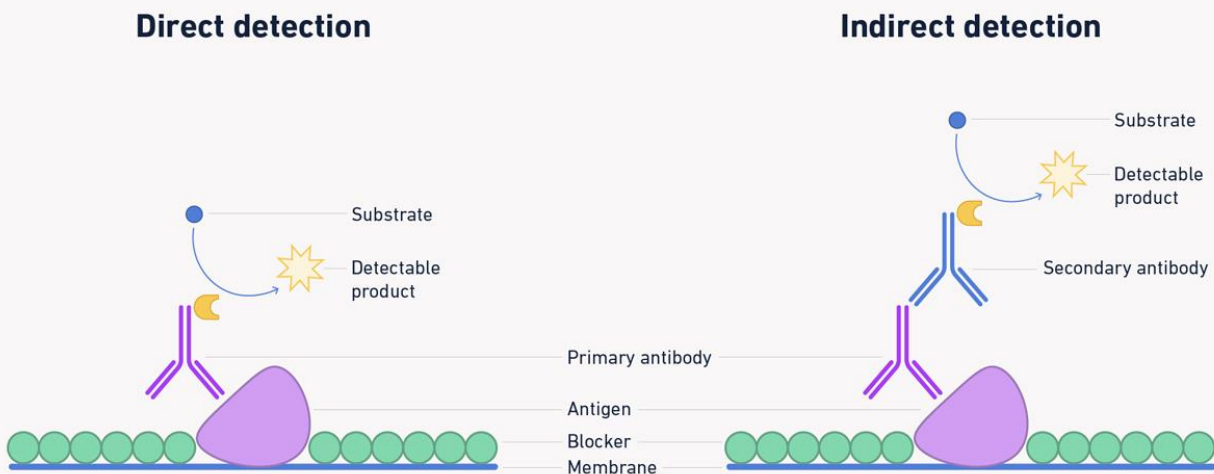 Direct detection
Indirect detection
Substrate
Detectable
product
Substrate
Detectable
product
Secondary antibody
Primary antibody
Antigen
Blocker
Membrane